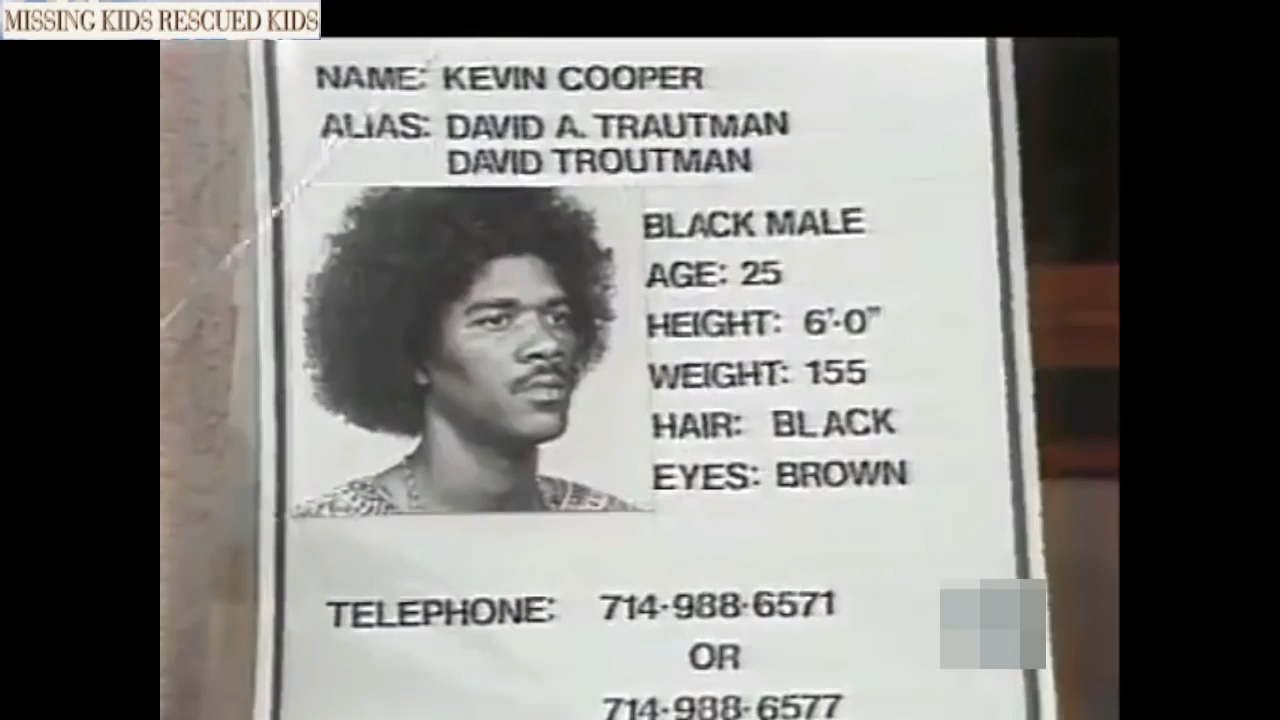 MISSING KIDS RESCUED KIDS
NAME: KEVIN COOPER
ALIAS: DAVID A. TRAUTMAN
DAVID TROUTMAN
BLACK MALE
AGE: 25
HEIGHT: 6'-0"
WEIGHT: 155
HAIR: BLACK
EYES: BROWN
TELEPHONE: 714-988-6571
OR
714-988-6577